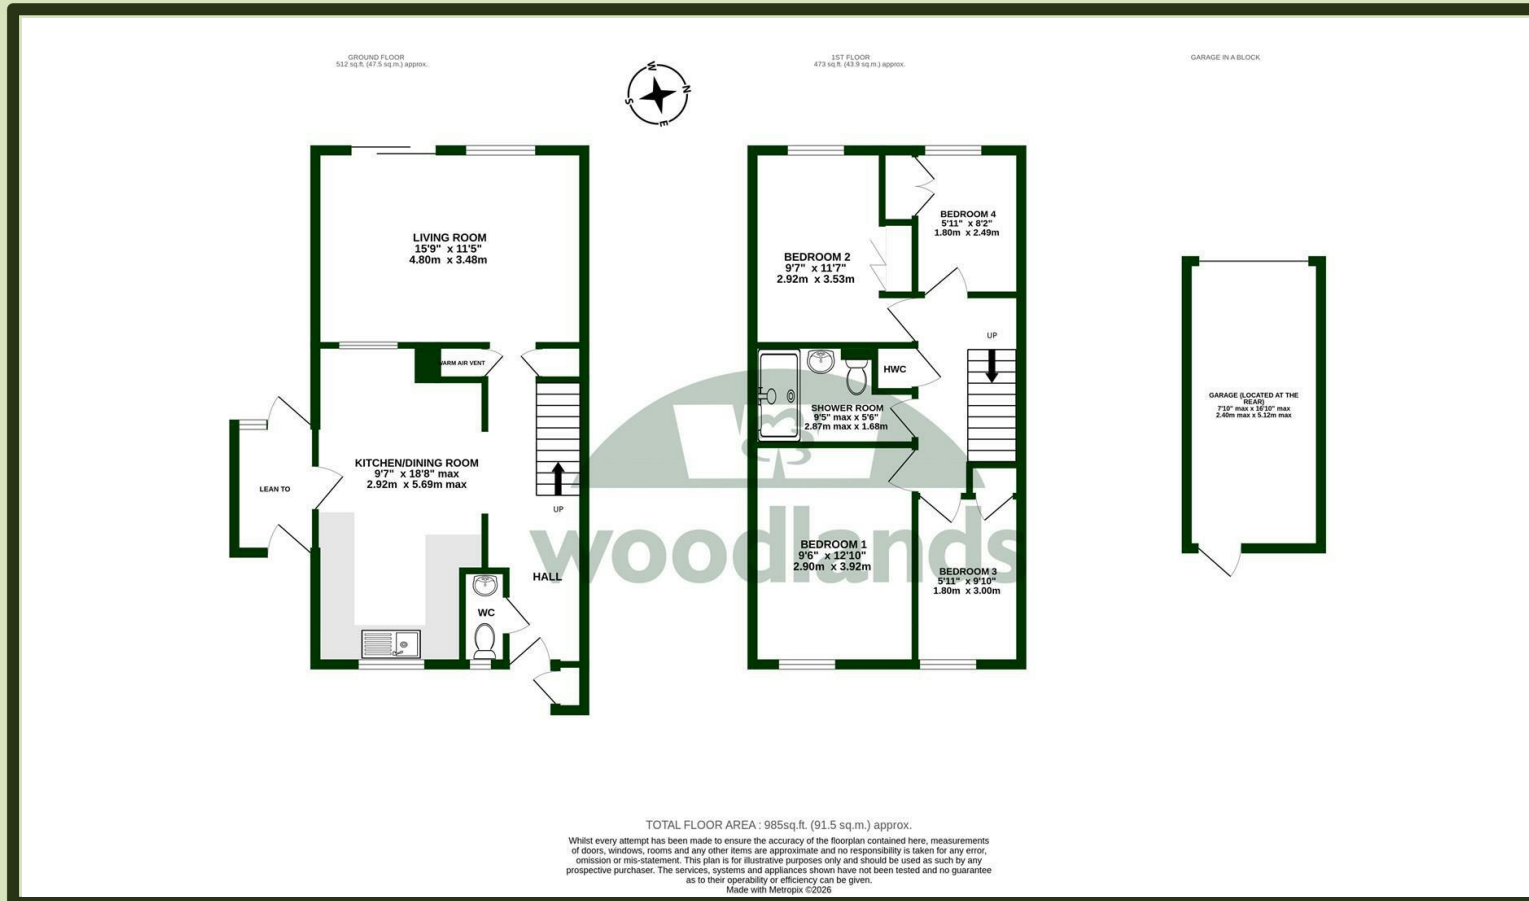 GROUND FLOOR
512 sq.ft. (47.5 sq.m.) approx.
1ST FLOOR
473 sq.ft. (43.9 sq.m.) approx.
GARAGE IN A BLOCK
W
N
S
E
LIVING ROOM
15'9" x 11'5"
4.80m x 3.48m
WARM AIR VENT
KITCHEN/DINING ROOM
9'7" x 18'8" max
2.92m x 5.69m max
LEAN TO
UP
HALL
WC
BEDROOM 4
5'11" x 8'2"
1.80m x 2.49m
BEDROOM 2
9'7" x 11'7"
2.92m x 3.53m
UP
HWC
SHOWER ROOM
9'5" max x 5'6"
2.87m max x 1.68m
BEDROOM 1
9'6" x 12'10"
2.90m x 3.92m
BEDROOM 3
5'11" x 9'10"
1.80m x 3.00m
woodlands
GARAGE (LOCATED AT THE
REAR)
7'10" max x 16'10" max
2.40m max x 5.12m max
TOTAL FLOOR AREA : 985sq.ft. (91.5 sq.m.) approx.
Whilst every attempt has been made to ensure the accuracy of the floorplan contained here, measurements
of doors, windows, rooms and any other items are approximate and no responsibility is taken for any error,
omission or mis-statement. This plan is for illustrative purposes only and should be used as such by any
prospective purchaser. The services, systems and appliances shown have not been tested and no guarantee
as to their operability or efficiency can be given.
Made with Metropix ©2026